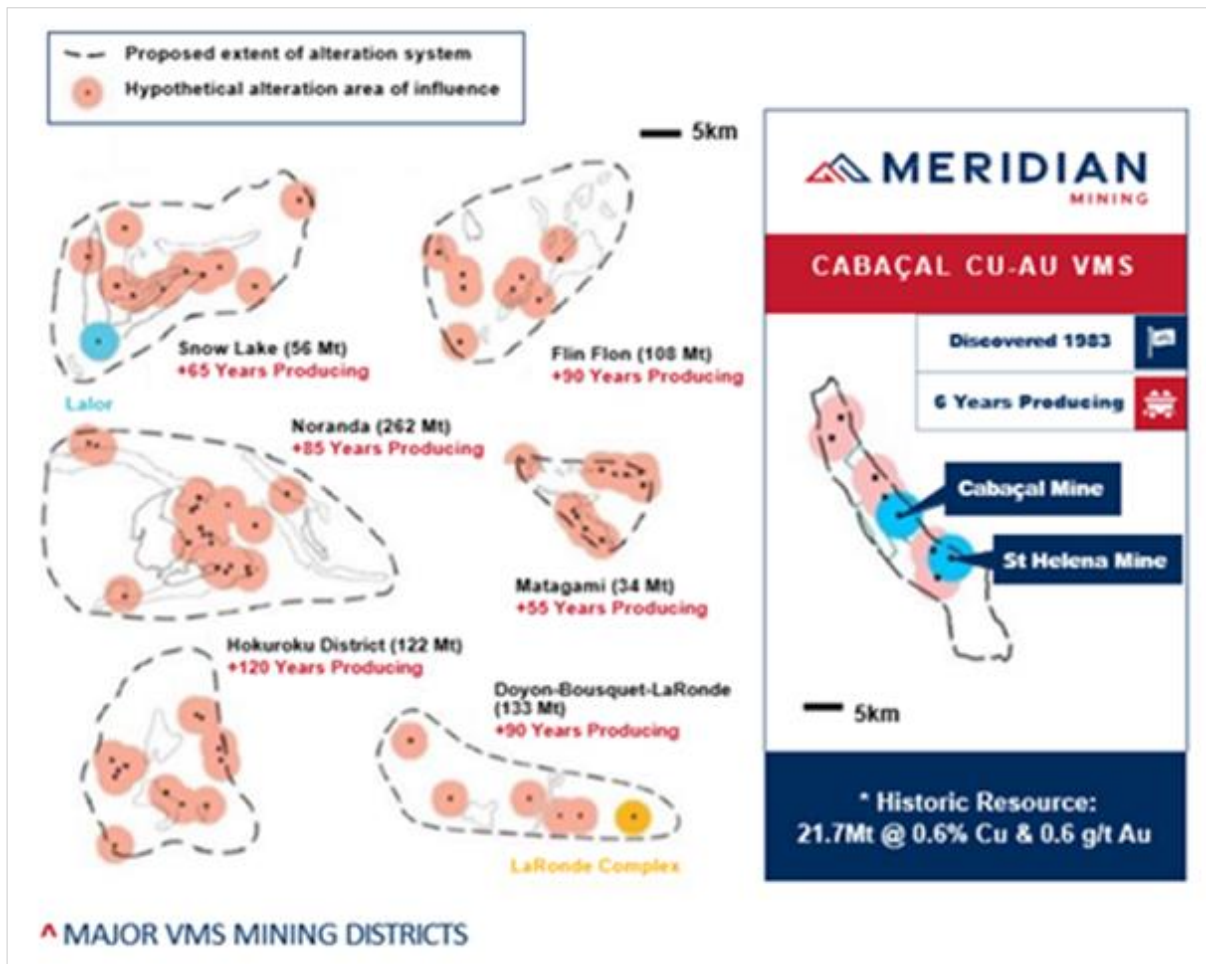 Proposed extent of alteration system
Hypothetical alteration area of influence
5km
Snow Lake (56 Mt)
+65 Years Producing
Lalor
Flin Flon (108 Mt)
+90 Years Producing
Noranda (262 Mt)
+85 Years Producing
Matagami (34 Mt)
+55 Years Producing
Hokuroku District (122 Mt)
+120 Years Producing
Doyon-Bousquet-LaRonde
(133 Mt)
+90 Years Producing
LaRonde Complex
^ MAJOR VMS MINING DISTRICTS
MERIDIAN
MINING
CABAÇAL CU-AU VMS
Discovered 1983
6 Years Producing
Cabaçal Mine
St Helena Mine
5km
* Historic Resource:
21.7Mt @ 0.6% Cu & 0.6 g/t Au